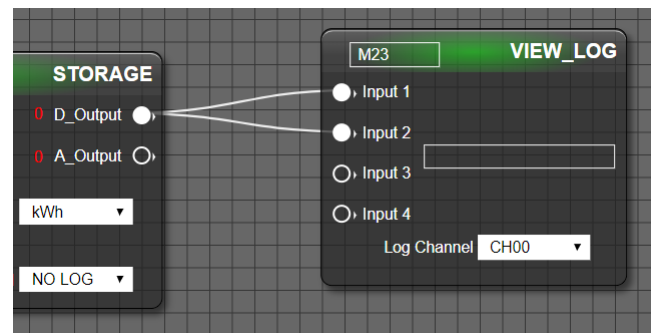 STORAGE
0 D_Output
0 A_Output
kWh
NO LOG
M23 VIEW_LOG
Input 1
Input 2
Input 3
Input 4
Log Channel CH00